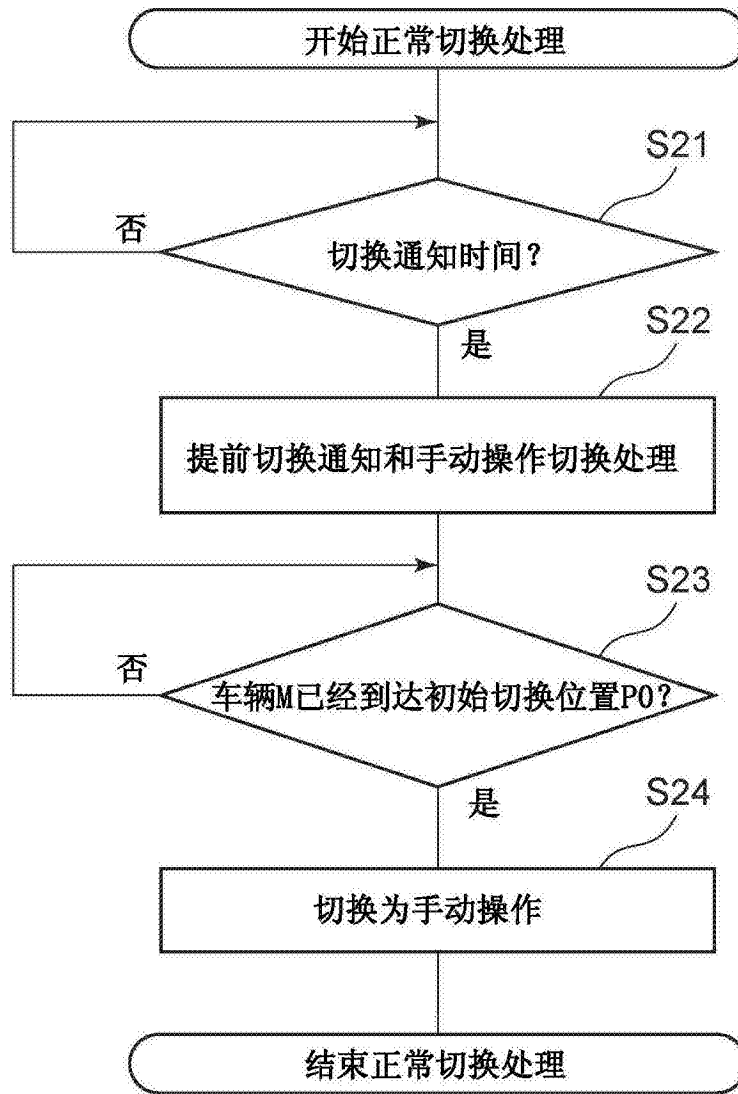 开始正常切换处理
S21
否
切换通知时间？
是
S22
提前切换通知和手动操作切换处理
S23
否
车辆M已经到达初始切换位置P0？
是
S24
切换为手动操作
结束正常切换处理